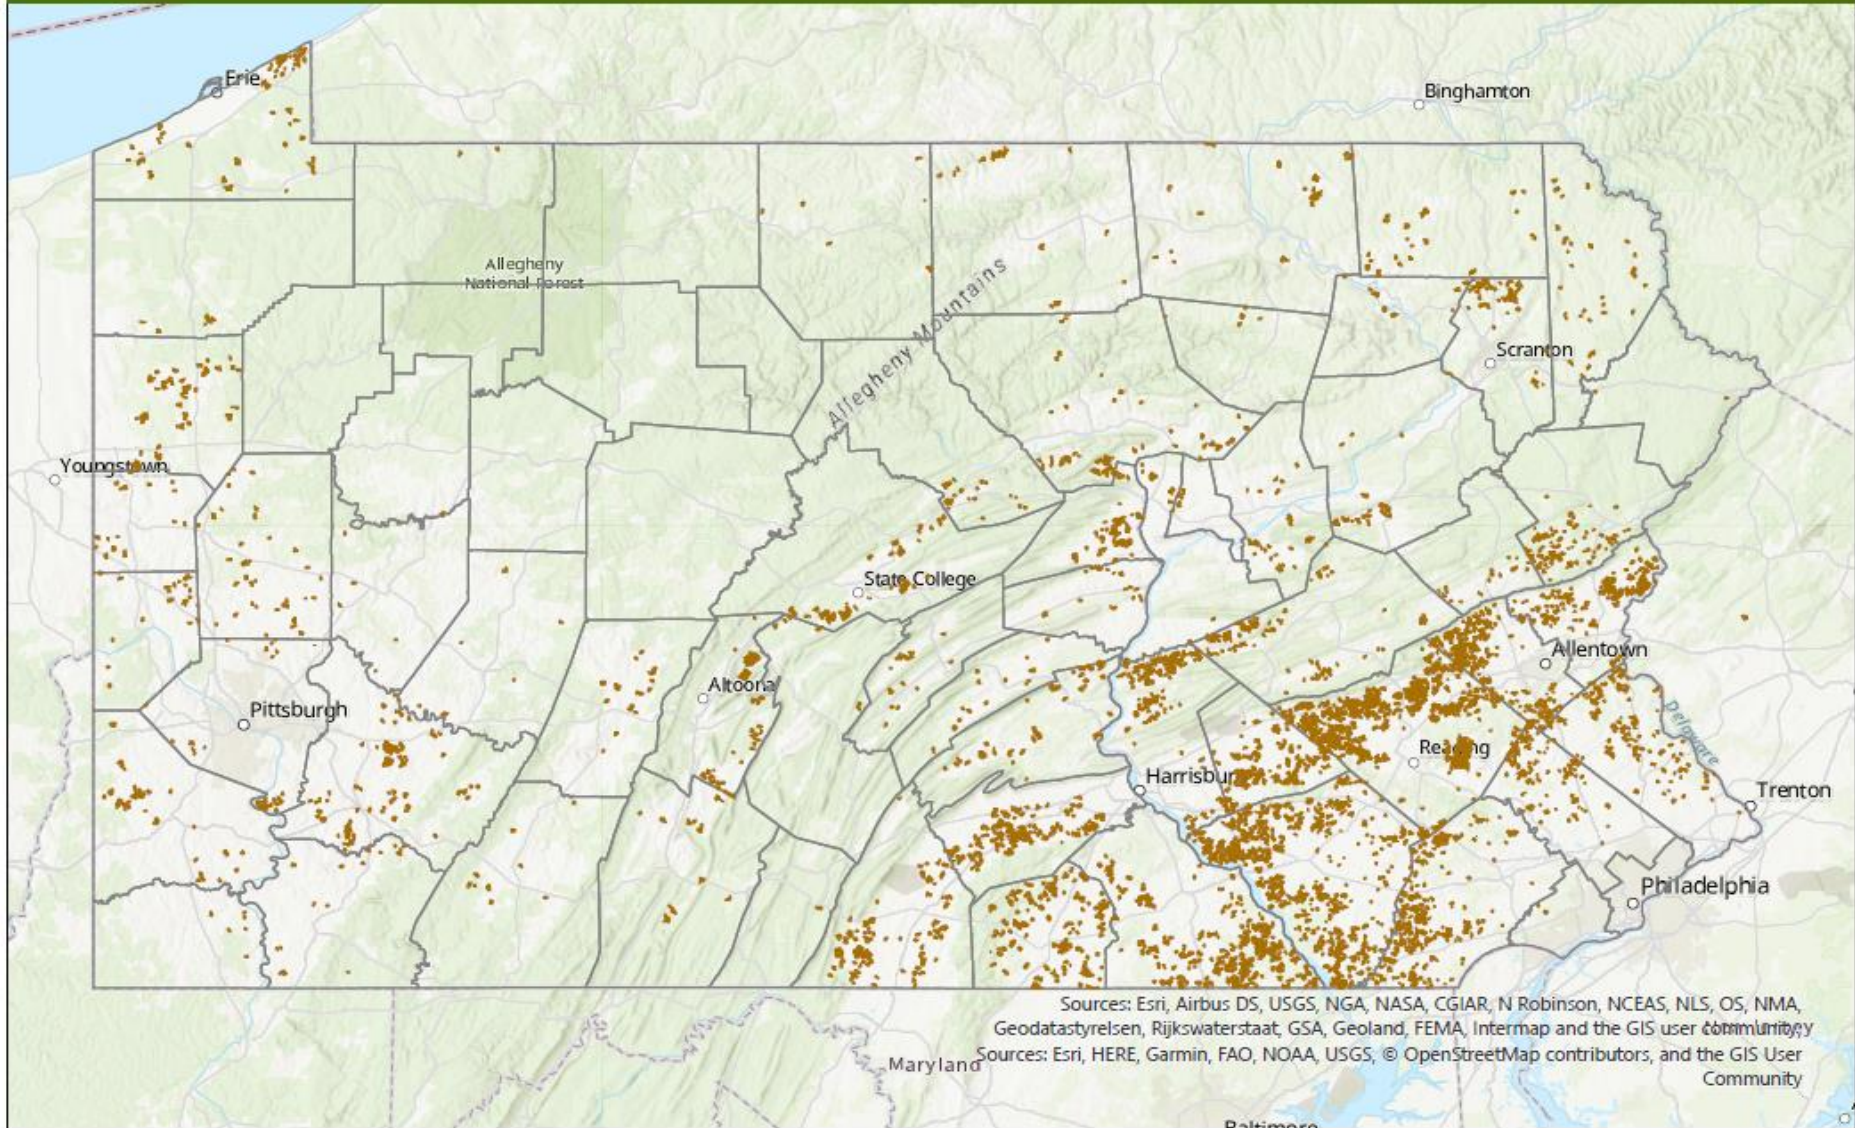 Erie
Binghamton
Allegheny
National Forest
Allegheny Mountains
Scranton
Youngstown
State College
Allentown
Altoona
Pittsburgh
Delaware
Reading
Harrisburg
Trenton
Philadelphia
Sources: Esri, Airbus DS, USGS, NGA, NASA, CGIAR, N Robinson, NCEAS, NLS, OS, NMA,
Geodatastyrelsen, Rijkswaterstaat, GSA, Geoland, FEMA, Intermap and the GIS user community,
Maryland
Sources: Esri, HERE, Garmin, FAO, NOAA, USGS, © OpenStreetMap contributors, and the GIS User
Community
Baltimore